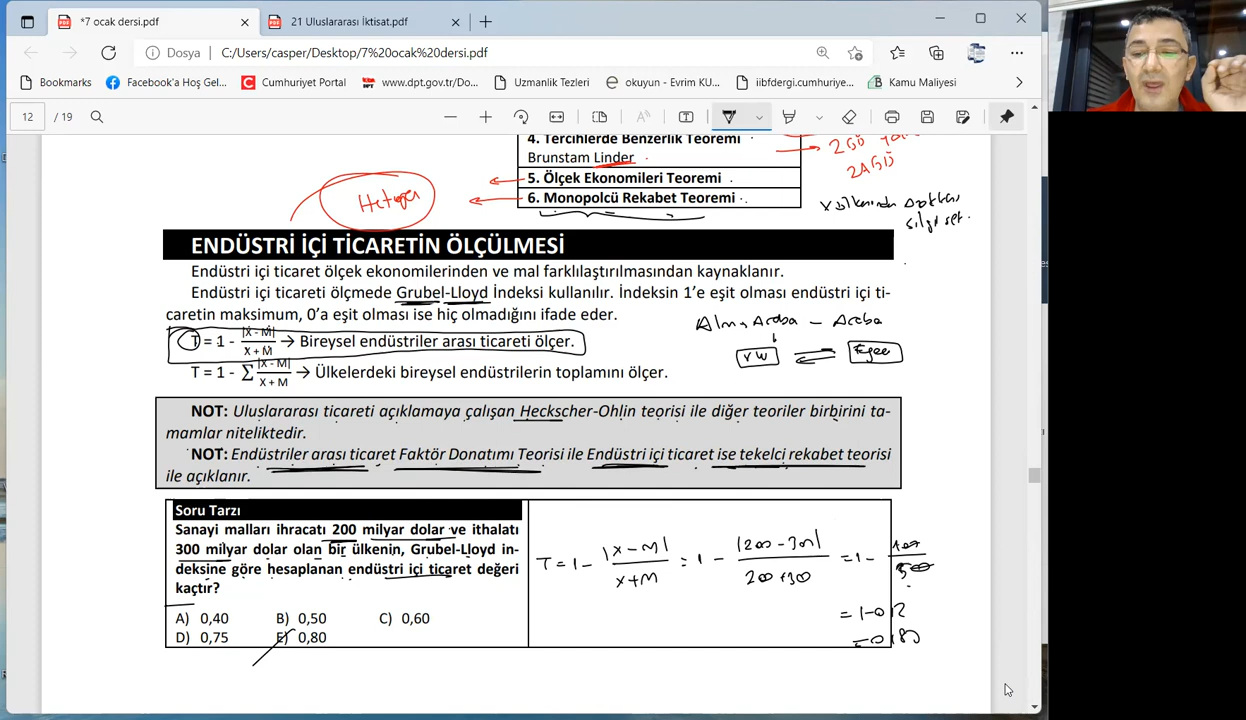 *7 ocak dersi.pdf
21 Uluslararası İktisat.pdf
Dosya C:/Users/casper/Desktop/7%20ocak%20dersi.pdf
Bookmarks Facebook'a Hoş Gel... Cumhuriyet Portal www.dpt.gov.tr/Do... Uzmanlık Tezleri okuyun - Evrim KU... iibfdergi.cumhuriye... Kamu Maliyesi
12 / 19
4. Tercihlerde Benzerlik Teoremi
Brunstam Linder
5. Ölçek Ekonomileri Teoremi
6. Monopolcü Rekabet Teoremi
ENDÜSTRİ İÇİ TİCARETİN ÖLÇÜLMESİ
Endüstri içi ticaret ölçek ekonomilerinden ve mal farklılaştırılmasından kaynaklanır.
Endüstri içi ticareti ölçmede Grubel-Lloyd İndeksi kullanılır. İndeksin 1'e eşit olması endüstri içi ti-
caretin maksimum, 0'a eşit olması ise hiç olmadığını ifade eder.
T = 1 - |X - M| / X + M → Bireysel endüstriler arası ticareti ölçer.
T = 1 - ∑ |X - M| / X + M → Ülkelerdeki bireysel endüstrilerin toplamını ölçer.
Araba - Araba
VW
NOT: Uluslararası ticareti açıklamaya çalışan Heckscher-Ohlin teorisi ile diğer teoriler birbirini ta-
mamlar niteliktedir.
NOT: Endüstriler arası ticaret Faktör Donatımı Teorisi ile Endüstri içi ticaret ise tekelci rekabet teorisi
ile açıklanır.
Soru Tarzı
Sanayi malları ihracatı 200 milyar dolar ve ithalatı
300 milyar dolar olan bir ülkenin, Grubel-Lloyd in-
deksine göre hesaplanan endüstri içi ticaret değeri
kaçtır?
A) 0,40 B) 0,50 C) 0,60
D) 0,75 E) 0,80
T = 1 - |X - M| / X + M = 1 - |200 - 300| / 200 + 300 = 1 - 100 / 500
= 1 - 0,2
= 0,80